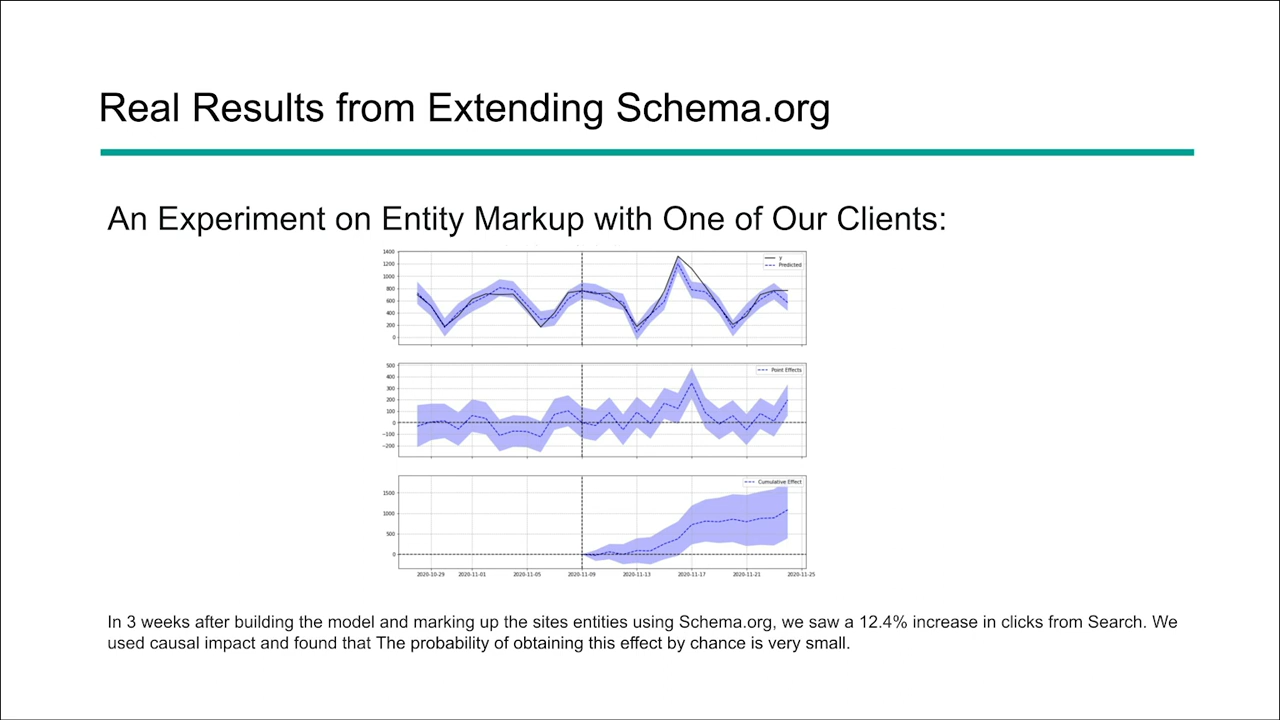 Real Results from Extending Schema.org
An Experiment on Entity Markup with One of Our Clients:
1400
1200
1000
800
600
400
200
0
y
Predicted
500
400
300
200
100
0
−100
−200
Point Effects
1500
1000
500
0
Cumulative Effect
2020-10-29 2020-11-01 2020-11-05 2020-11-09 2020-11-13 2020-11-17 2020-11-21 2020-11-25
In 3 weeks after building the model and marking up the sites entities using Schema.org, we saw a 12.4% increase in clicks from Search. We
used causal impact and found that The probability of obtaining this effect by chance is very small.